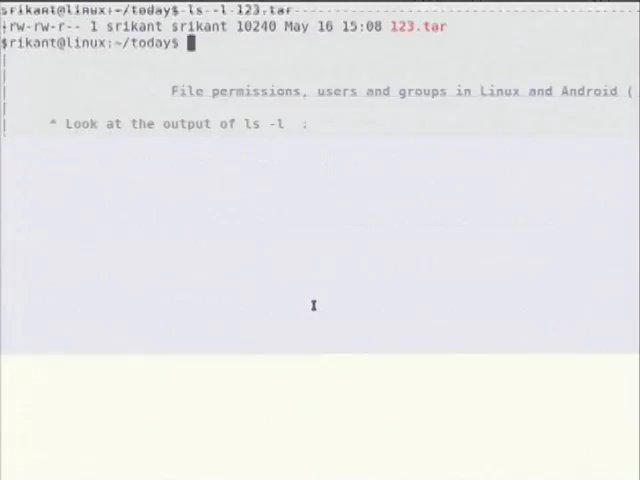 srikant@linux:~/today$ ls -l 123.tar
-rw-rw-r-- 1 srikant srikant 10240 May 16 15:08 123.tar
srikant@linux:~/today$
File permissions, users and groups in Linux and Android (
* Look at the output of ls -l :